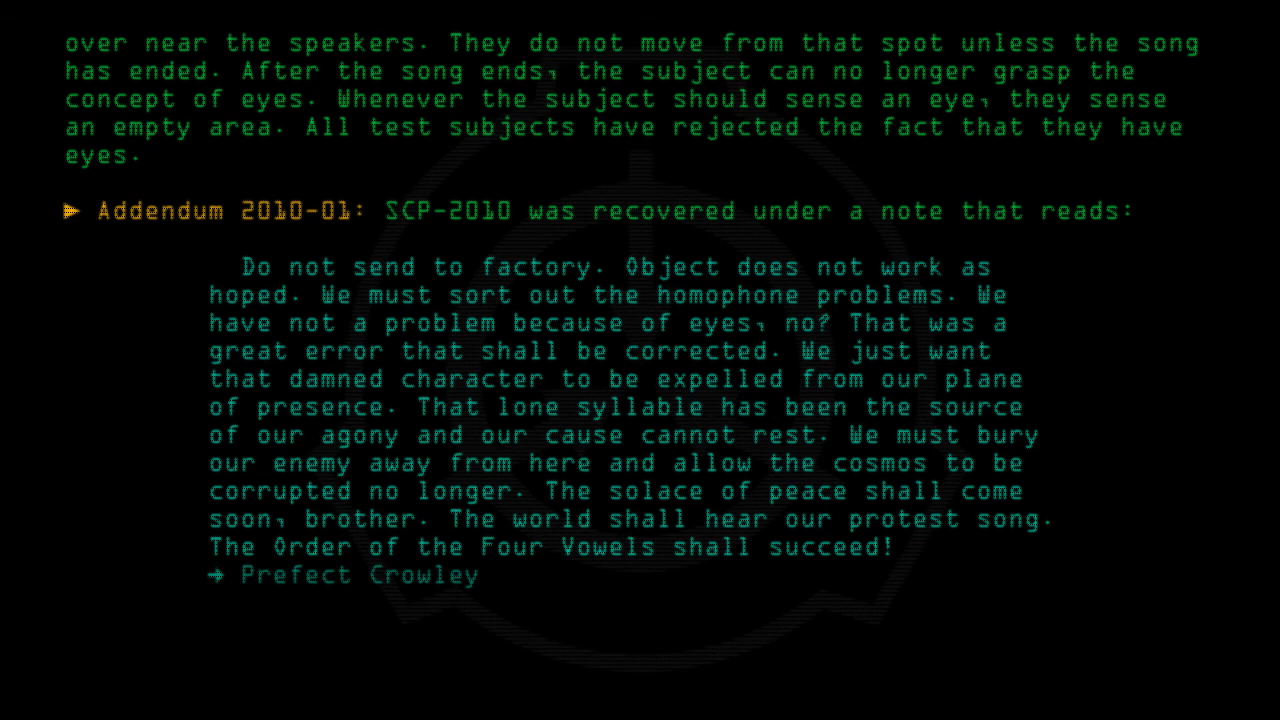 over near the speakers. They do not move from that spot unless the song
has ended. After the song ends, the subject can no longer grasp the
concept of eyes. Whenever the subject should sense an eye, they sense
an empty area. All test subjects have rejected the fact that they have
eyes.
► Addendum 2010-01: SCP-2010 was recovered under a note that reads:
Do not send to factory. Object does not work as
hoped. We must sort out the homophone problems. We
have not a problem because of eyes, no? That was a
great error that shall be corrected. We just want
that damned character to be expelled from our plane
of presence. That lone syllable has been the source
of our agony and our cause cannot rest. We must bury
our enemy away from here and allow the cosmos to be
corrupted no longer. The solace of peace shall come
soon, brother. The world shall hear our protest song.
The Order of the Four Vowels shall succeed!
→ Prefect Crowley